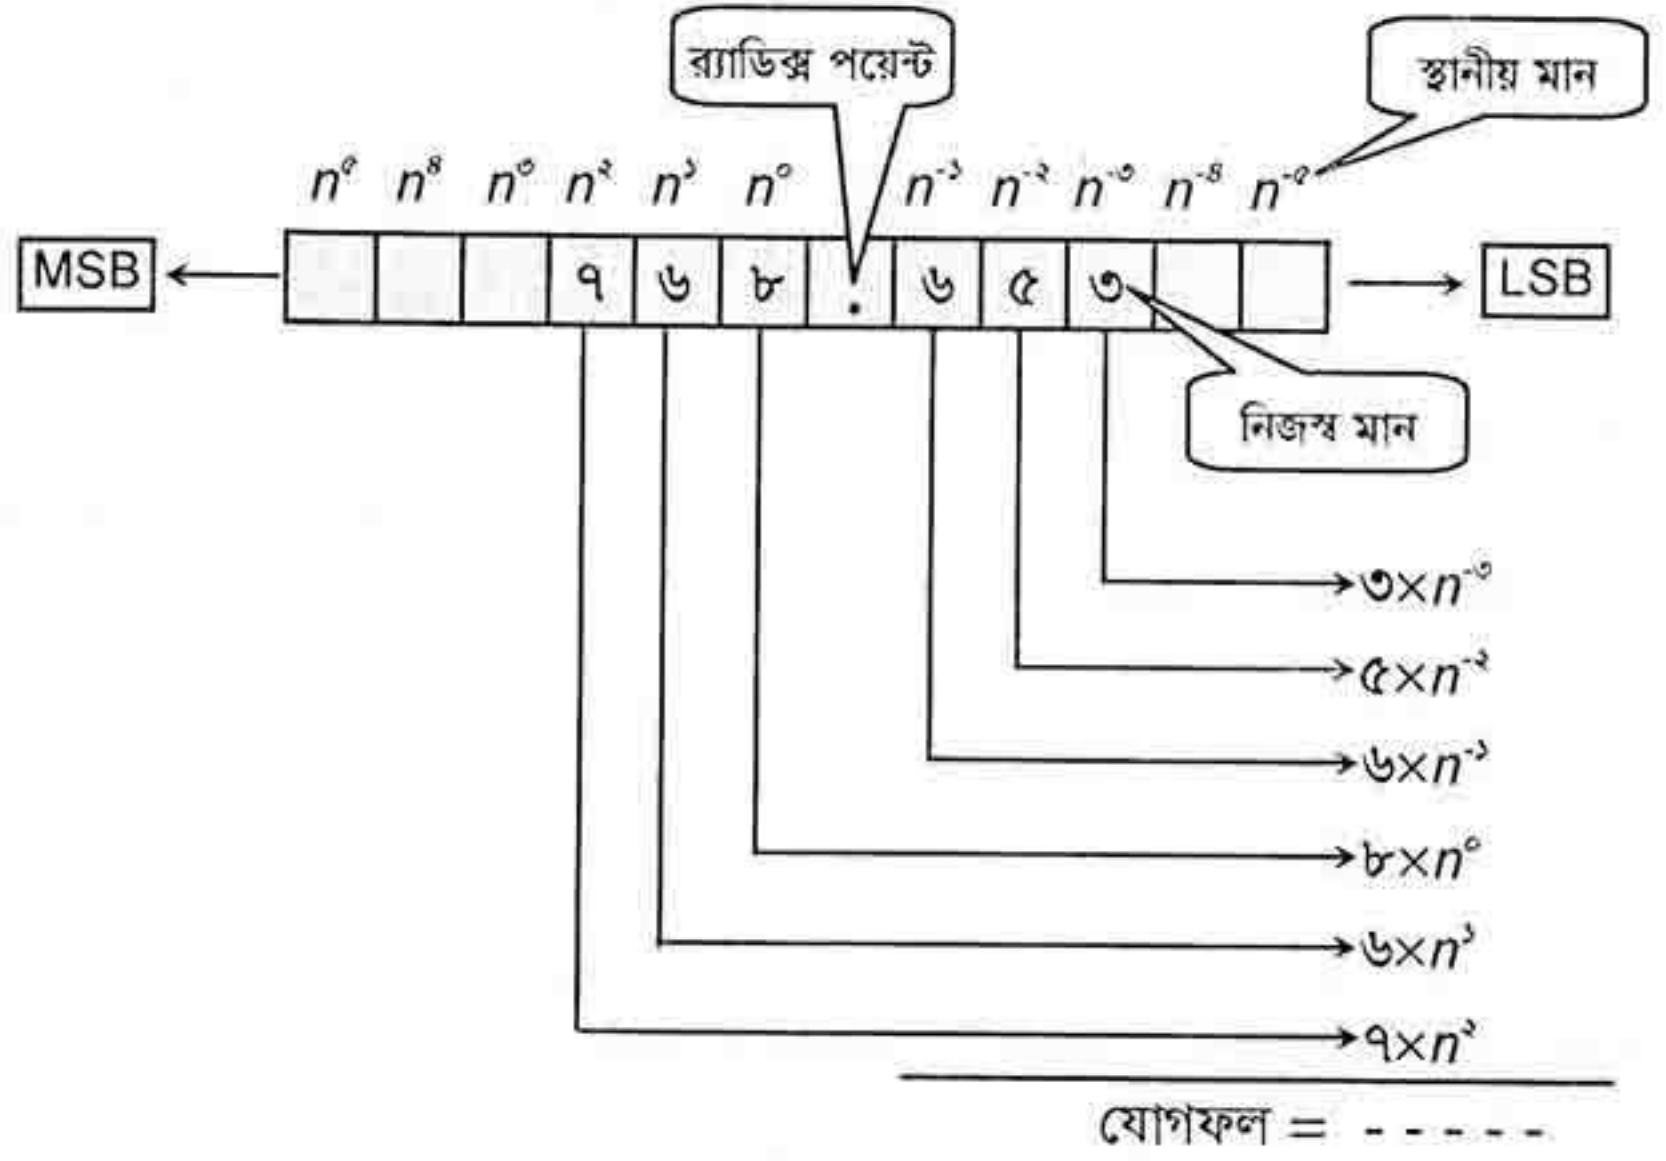 র‍্যাডিক্স পয়েন্ট
স্থানীয় মান
n⁵ n⁴ n³ n² n¹ n⁰ n⁻¹ n⁻² n⁻³ n⁻⁴ n⁻⁵
MSB ৭ ৬ ৮ . ৬ ৫ ৩ LSB
নিজস্ব মান
৩×n⁻³
৫×n⁻²
৬×n⁻¹
৮×n⁰
৬×n¹
৭×n²
যোগফল = - - - - -